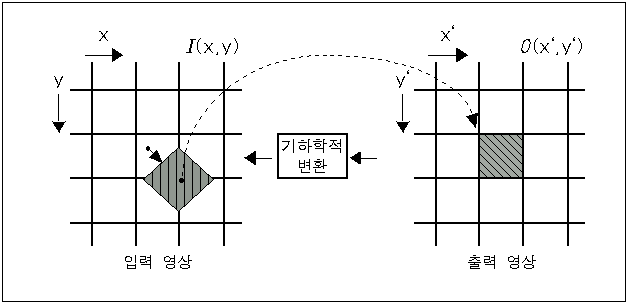 x
I(x,y)
y
기하학적
변환
입력 영상
x'
O(x',y')
y'
출력 영상